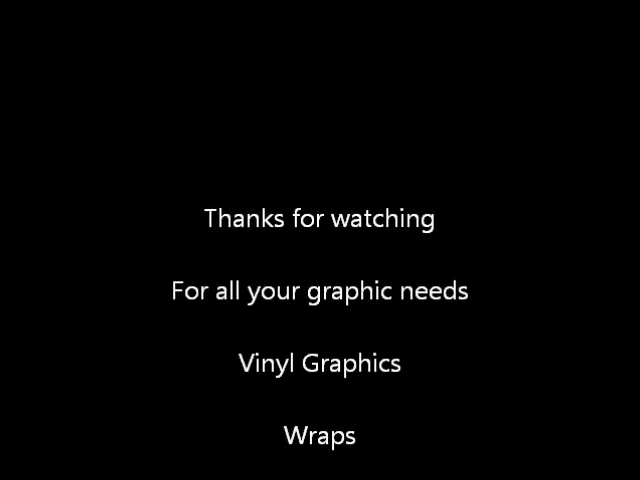 Thanks for watching
For all your graphic needs
Vinyl Graphics
Wraps